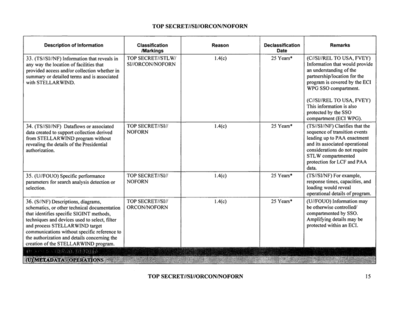 TOP SECRET//SI//ORCON/NOFORN
Description of Information
Classification
/Markings
Reason
Declassification
Date
Remarks
33. (TS//SI//NF) Information that reveals in
any way the location of facilities that
provided access and/or collection whether in
summary or detailed terms and is associated
with STELLARWIND.
TOP SECRET//STLW/
SI//ORCON/NOFORN
1.4(c)
25 Years*
(C//SI//REL TO USA, FVEY)
Information that would provide
an understanding of the
partnership/location for the
program is covered by the ECI
WPG SSO compartment.
(C//SI//REL TO USA, FVEY)
This information is also
protected by the SSO
compartment (ECI WPG).
34. (TS//SI//NF) Dataflows or associated
data created to support collection derived
from STELLARWIND program without
revealing the details of the Presidential
authorization.
TOP SECRET//SI//
NOFORN
1.4(c)
25 Years*
(TS//SI//NF) Clarifies that the
sequence of transition events
leading up to PAA enactment
and its associated operational
considerations do not require
STLW compartmented
protection for LCF and PAA
data.
35. (U//FOUO) Specific performance
parameters for search analysis detection or
selection.
TOP SECRET//SI//
NOFORN
1.4(c)
25 Years*
(TS//SI//NF) For example,
response times, capacities, and
loading would reveal
operational details of program.
36. (S//NF) Descriptions, diagrams,
schematics, or other technical documentation
that identifies specific SIGINT methods,
techniques and devices used to select, filter
and process STELLARWIND target
communications without specific reference to
the authorization and details concerning the
creation of the STELLARWIND program.
TOP SECRET//SI//
ORCON/NOFORN
1.4(c)
25 Years*
(U//FOUO) Information may
be otherwise controlled/
compartmented by SSO.
Amplifying details may be
protected within an ECI.
(U) METADATA OPERATIONS
TOP SECRET//SI//ORCON/NOFORN
15